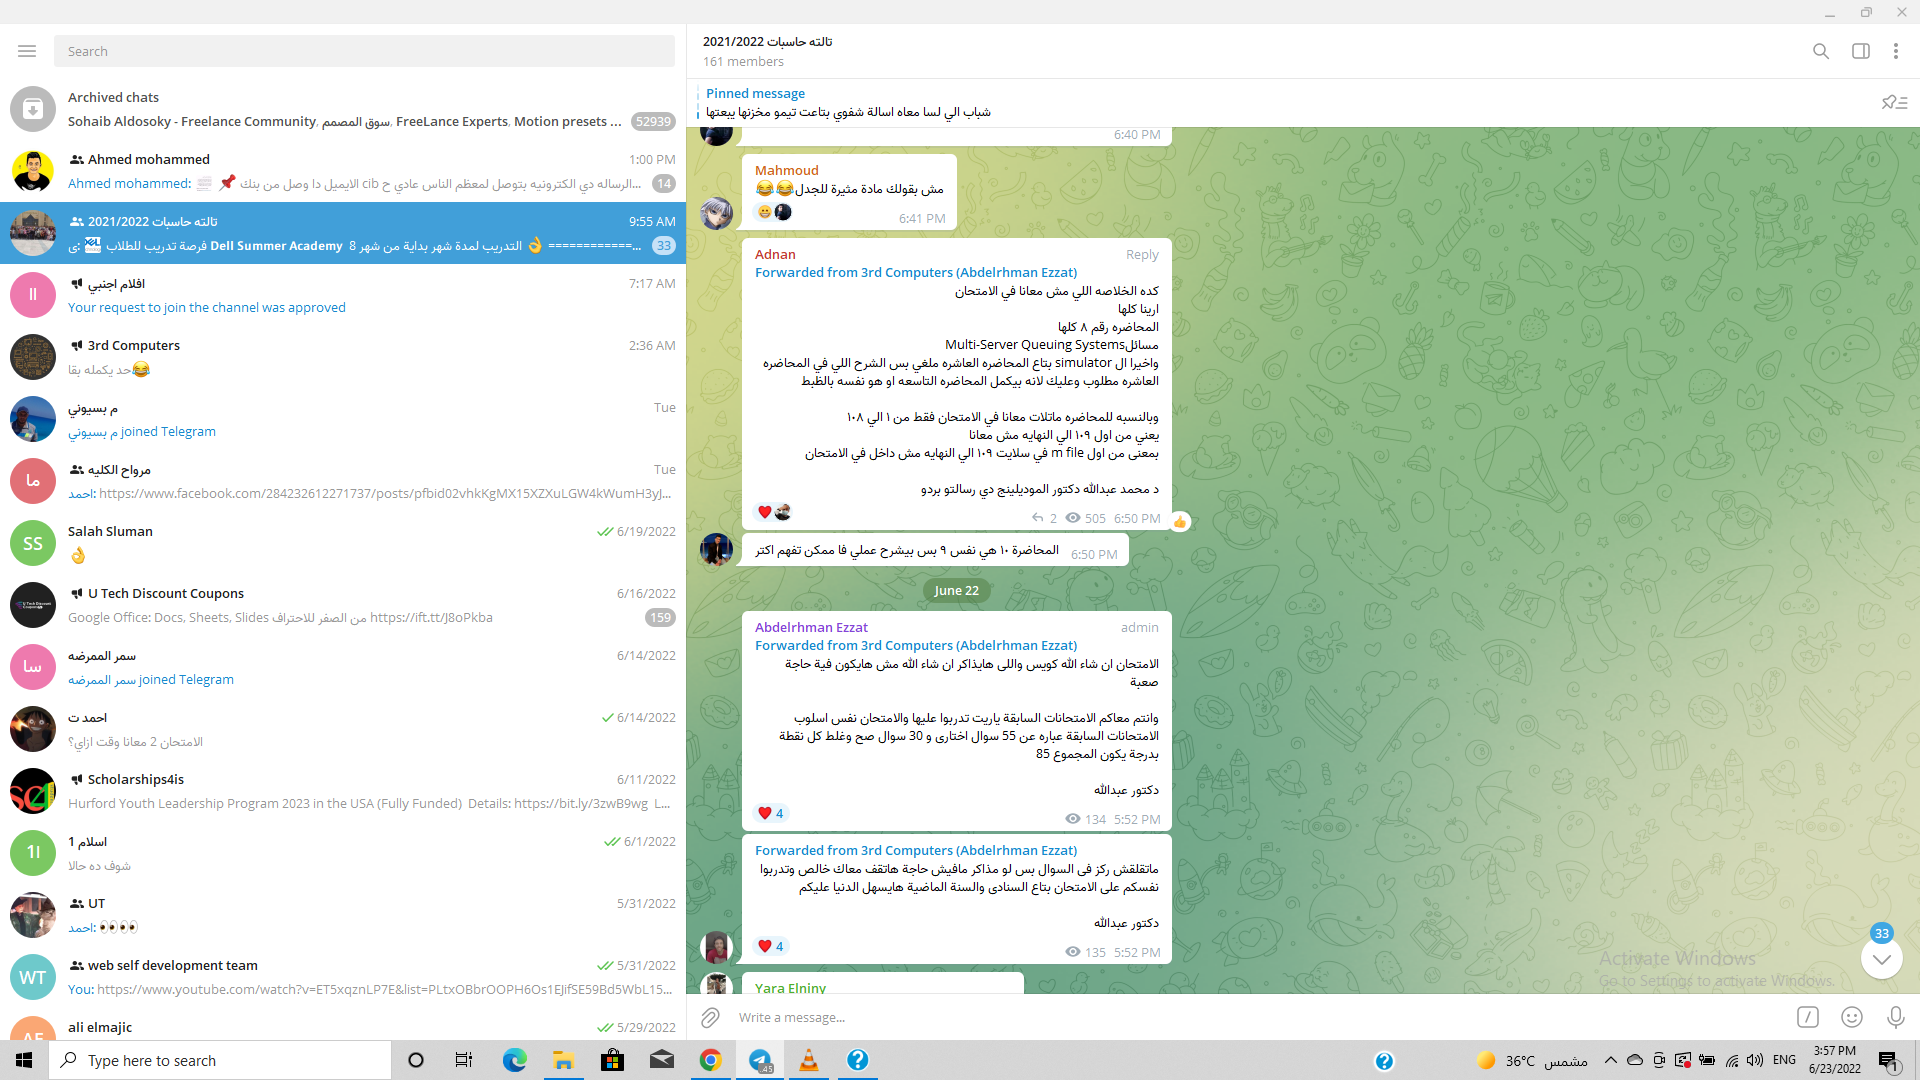 Search
Archived chats
Sohaib Aldosky - Freelance Community, سوق المصمم, FreeLance Experts, Motion presets ...
52939
Ahmed mohammed
1:00 PM
Ahmed mohammed: 📨 📌 الرساله دي الكترونيه بتوصل لمعظم الناس عادي ح cib الايميل دا وصل من بنك...
14
تالته حاسبات 2021/2022
9:55 AM
ى: فرصة تدريب للطلاب Dell Summer Academy التدريب لمدة شهر بداية من شهر 8 👌 ============...
33
اا
افلام اجنبي
7:17 AM
Your request to join the channel was approved
3rd Computers
2:36 AM
حد يكمله بقا😂
م بسيوني
Tue
م بسيوني joined Telegram
ما
مرواح الكليه
Tue
احمد: https://www.facebook.com/284232612271737/posts/pfbid02vhkKgMX15XZXuLGW4kWumH3yJ...
SS
Salah Sluman
6/19/2022
👌
U Tech Discount Coupons
6/16/2022
Google Office: Docs, Sheets, Slides من الصفر للاحتراف https://ift.tt/J8oPkba
159
سا
سمر الممرضه
6/14/2022
سمر الممرضه joined Telegram
احمد ت
6/14/2022
الامتحان 2 معانا وقت ازاي؟
Scholarships4is
6/11/2022
Hurford Youth Leadership Program 2023 in the USA (Fully Funded) Details: https://bit.ly/3zwB9wg L...
ا1
اسلام 1
6/1/2022
شوف ده حالا
UT
5/31/2022
احمد: 👀👀
WT
web self development team
5/31/2022
You: https://www.youtube.com/watch?v=ET5xqznLP7E&list=PLtxOBbrOOPH6Os1EJifSE59Bd5WbL15...
AE
ali elmajic
5/29/2022
تالته حاسبات 2021/2022
161 members
Pinned message
شباب الي لسا معاه اسالة شفوي بتاعت تيمو مخزنها يبعتها
6:40 PM
Mahmoud
مش بقولك مادة مثيرة للجدل😂😂
6:41 PM
Adnan
Reply
Forwarded from 3rd Computers (Abdelrhman Ezzat)
كده الخلاصه اللي مش معانا في الامتحان
ارينا كلها
المحاضره رقم ٨ كلها
مسائلMulti-Server Queuing Systems
واخيرا ال simulator بتاع المحاضره العاشره ملغي بس الشرح اللي في المحاضره
العاشره مطلوب وعليك لانه بيكمل المحاضره التاسعه او هو نفسه بالظبط
وبالنسبه للمحاضره ماتلات معانا في الامتحان فقط من ١ الي ١٠٨
يعني من اول ١٠٩ الي النهايه مش معانا
بمعنى من اول m file في سلايت ١٠٩ الي النهايه مش داخل في الامتحان
د محمد عبدالله دكتور الموديلينج دي رسالتو بردو
2
505
6:50 PM
المحاضرة ١٠ هي نفس ٩ بس بيشرح عملي فا ممكن تفهم اكتر
6:50 PM
June 22
Abdelrhman Ezzat
admin
Forwarded from 3rd Computers (Abdelrhman Ezzat)
الامتحان ان شاء الله كويس واللى هايذاكر ان شاء الله مش هايكون فية حاجة
صعبة
وانتم معاكم الامتحانات السابقة ياريت تدربوا عليها والامتحان نفس اسلوب
الامتحانات السابقة عباره عن 55 سوال اختارى و 30 سوال صح وغلط كل نقطة
بدرجة يكون المجموع 85
دكتور عبدالله
4
134
5:52 PM
Forwarded from 3rd Computers (Abdelrhman Ezzat)
ماتقلقش ركز فى السوال بس لو مذاكر مافيش حاجة هاتقف معاك خالص وتدربوا
نفسكم على الامتحان بتاع السنادى والسنة الماضية هايسهل الدنيا عليكم
دكتور عبدالله
4
135
5:52 PM
Yara Elniny
33
Activate Windows
Go to Settings to activate Windows.
Write a message...
Type here to search
.45
36°C مشمس
ENG
3:57 PM
6/23/2022
1